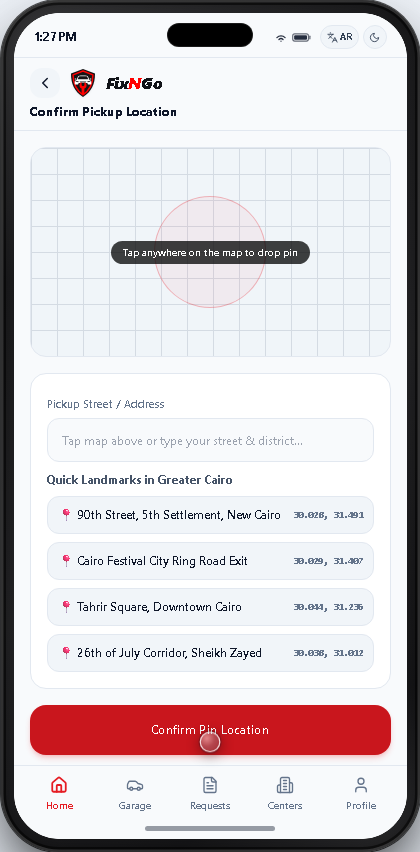 1:27 PM
AR
FixNGo
Confirm Pickup Location
Tap anywhere on the map to drop pin
Pickup Street / Address
Tap map above or type your street & district...
Quick Landmarks in Greater Cairo
90th Street, 5th Settlement, New Cairo 30.028, 31.491
Cairo Festival City Ring Road Exit 30.029, 31.407
Tahrir Square, Downtown Cairo 30.044, 31.236
26th of July Corridor, Sheikh Zayed 30.038, 31.012
Confirm Pin Location
Home Garage Requests Centers Profile